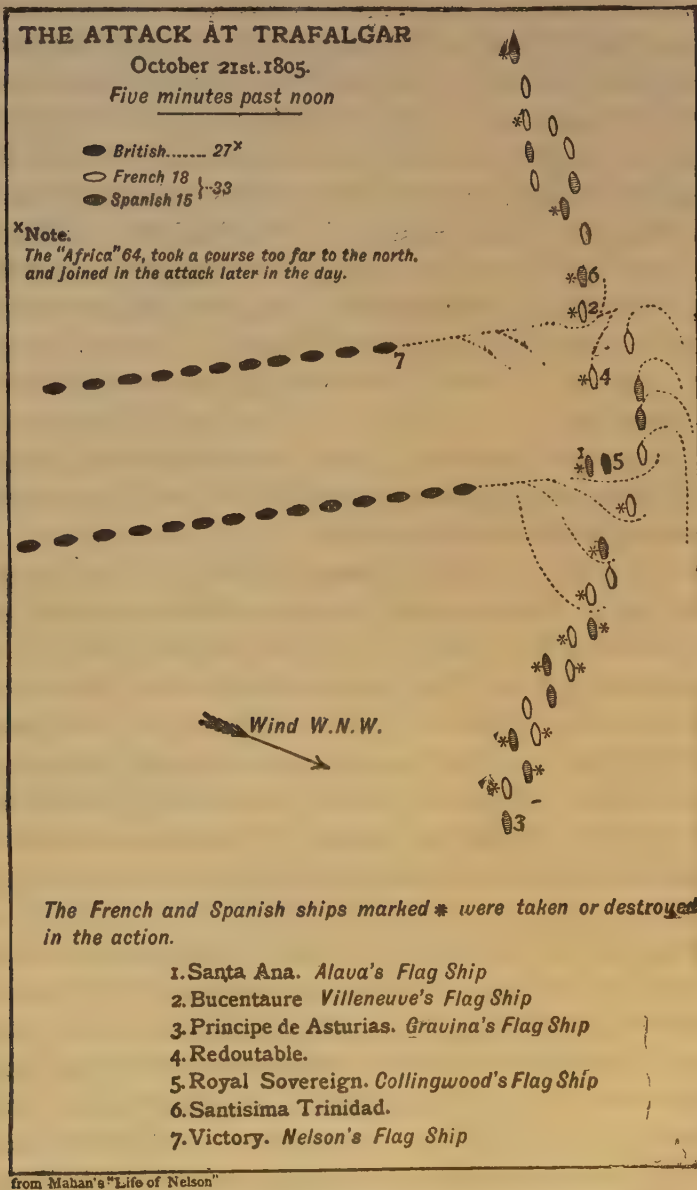 THE ATTACK AT TRAFALGAR
October 21st. 1805.
Five minutes past noon
British....... 27x
French 18
Spanish 15
33
xNote.
The "Africa" 64, took a course too far to the north,
and joined in the attack later in the day.
6
2
7
4
1
5
Wind W.N.W.
3
The French and Spanish ships marked * were taken or destroyed
in the action.
1. Santa Ana. Alava's Flag Ship
2. Bucentaure Villeneuve's Flag Ship
3. Principe de Asturias. Gravina's Flag Ship
4. Redoutable.
5. Royal Sovereign. Collingwood's Flag Ship
6. Santisima Trinidad.
7. Victory. Nelson's Flag Ship
from Mahan's "Life of Nelson"